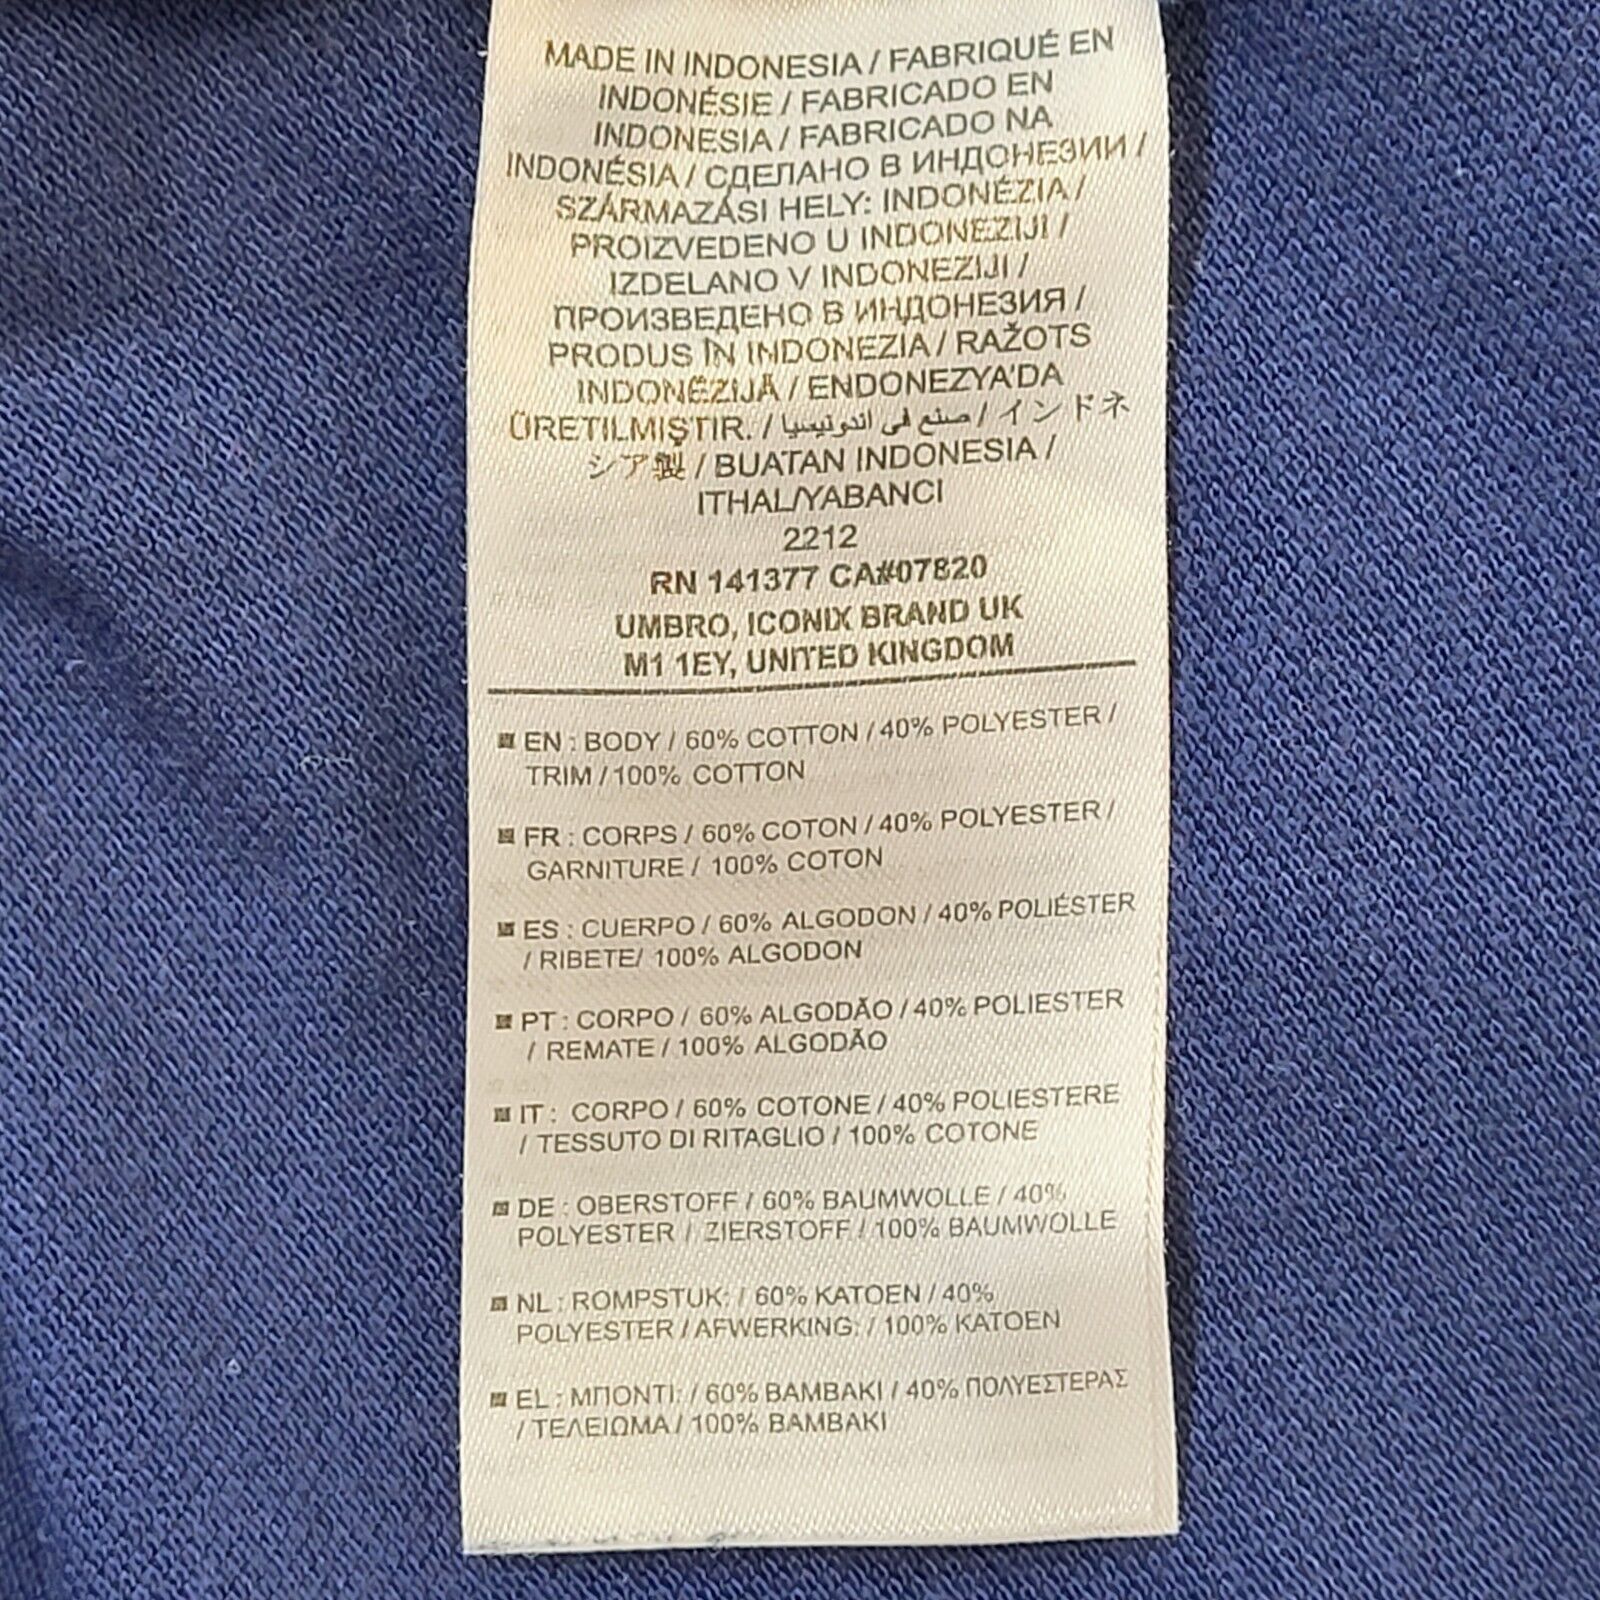 MADE IN INDONESIA / FABRIQUÉ EN
INDONÉSIE / FABRICADO EN
INDONESIA / FABRICADO NA
INDONÉSIA / СДЕЛАНО В ИНДОНЕЗИИ /
SZÁRMAZÁSI HELY: INDONÉZIA /
PROIZVEDENO U INDONEZIJI /
IZDELANO V INDONEZIJI /
ПРОИЗВЕДЕНО В ИНДОНЕЗИЯ /
PRODUS ÎN INDONEZIA / RAŽOTS
INDONĒZIJĀ / ENDONEZYA'DA
ÜRETILMIŞTIR. / صنع في اندونيسيا / インドネ
シア製 / BUATAN INDONESIA /
ITHAL/YABANCI
2212
RN 141377 CA#07820
UMBRO, ICONIX BRAND UK
M1 1EY, UNITED KINGDOM
EN : BODY / 60% COTTON / 40% POLYESTER /
TRIM / 100% COTTON
FR : CORPS / 60% COTON / 40% POLYESTER /
GARNITURE / 100% COTON
ES : CUERPO / 60% ALGODON / 40% POLIÉSTER
/ RIBETE/ 100% ALGODON
PT : CORPO / 60% ALGODÃO / 40% POLIESTER
/ REMATE / 100% ALGODÃO
IT : CORPO / 60% COTONE / 40% POLIESTERE
/ TESSUTO DI RITAGLIO / 100% COTONE
DE : OBERSTOFF / 60% BAUMWOLLE / 40%
POLYESTER / ZIERSTOFF / 100% BAUMWOLLE
NL : ROMPSTUK: / 60% KATOEN / 40%
POLYESTER / AFWERKING: / 100% KATOEN
EL : ΜΠΟΝΤΙ: / 60% ΒΑΜΒΑΚΙ / 40% ΠΟΛΥΕΣΤΕΡΑΣ
/ ΤΕΛΕΙΩΜΑ / 100% ΒΑΜΒΑΚΙ